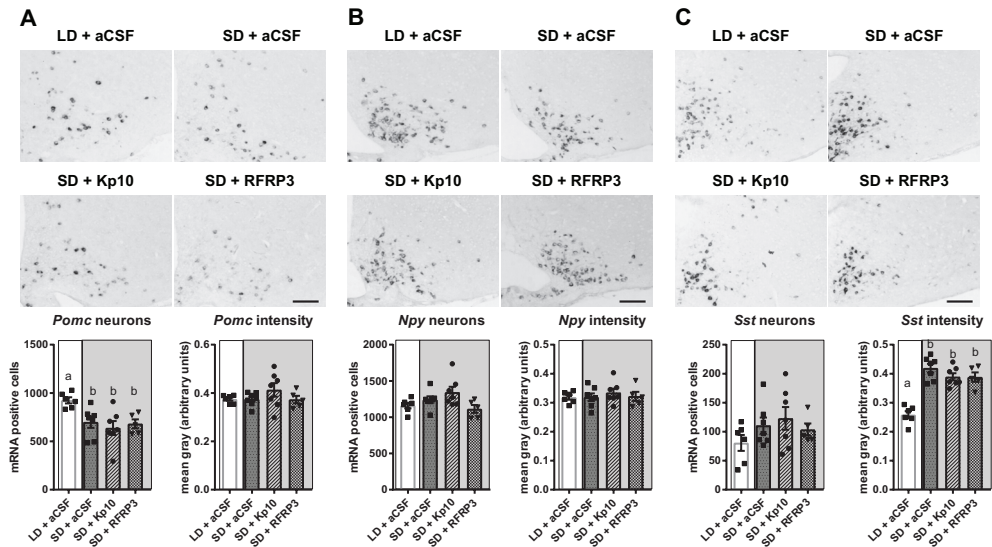 A
LD + aCSF
SD + aCSF
SD + Kp10
SD + RFRP3
Pomc neurons
mRNA positive cells
1500
1000
500
0
a
b
b
b
LD + aCSF
SD + aCSF
SD + Kp10
SD + RFRP3
Pomc intensity
mean gray (arbitrary units)
0.6
0.4
0.2
0.0
LD + aCSF
SD + aCSF
SD + Kp10
SD + RFRP3
B
LD + aCSF
SD + aCSF
SD + Kp10
SD + RFRP3
Npy neurons
mRNA positive cells
2000
1500
1000
500
0
LD + aCSF
SD + aCSF
SD + Kp10
SD + RFRP3
Npy intensity
mean gray (arbitrary units)
0.5
0.4
0.3
0.2
0.1
0.0
LD + aCSF
SD + aCSF
SD + Kp10
SD + RFRP3
C
LD + aCSF
SD + aCSF
SD + Kp10
SD + RFRP3
Sst neurons
mRNA positive cells
250
200
150
100
50
0
LD + aCSF
SD + aCSF
SD + Kp10
SD + RFRP3
Sst intensity
mean gray (arbitrary units)
0.5
0.4
0.3
0.2
0.1
0.0
a
b
b
b
LD + aCSF
SD + aCSF
SD + Kp10
SD + RFRP3